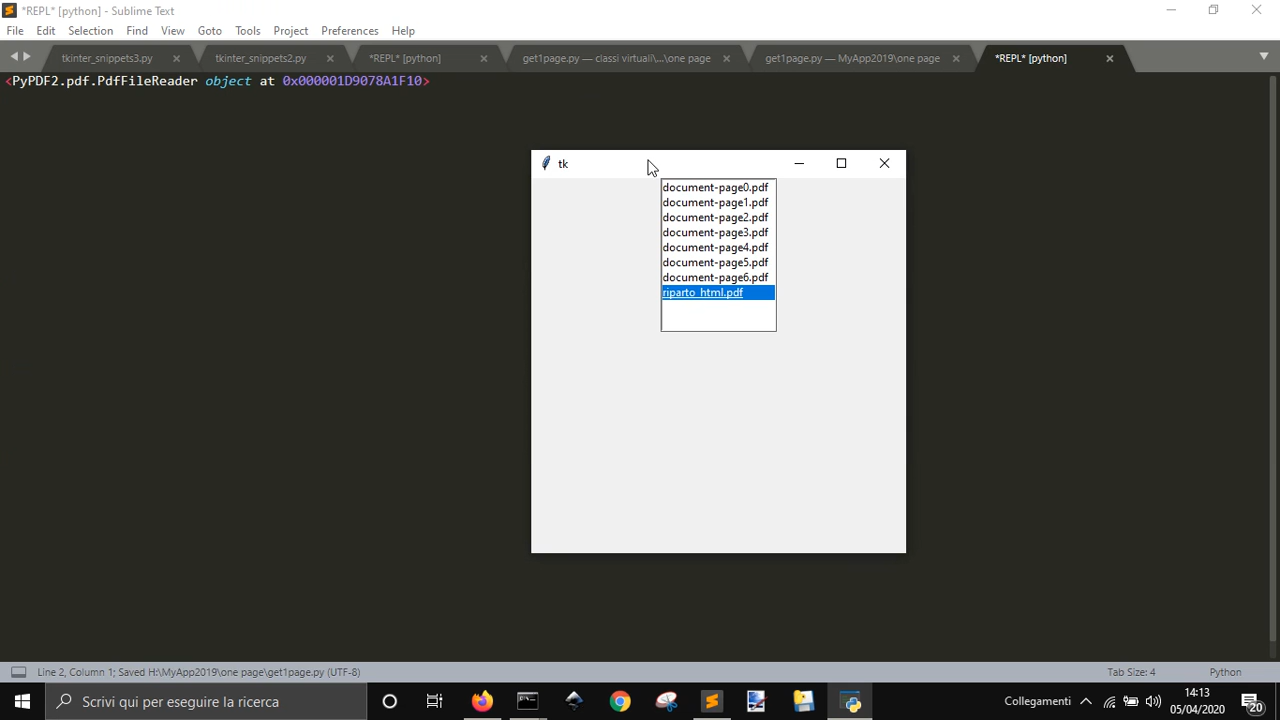 *REPL* [python] - Sublime Text
File Edit Selection Find View Goto Tools Project Preferences Help
tkinter_snippets3.py × tkinter_snippets2.py × *REPL* [python] × get1page.py — classi virtuali\...\one page × get1page.py — MyApp2019\one page × *REPL* [python] ×
<PyPDF2.pdf.PdfFileReader object at 0x000001D9078A1F10>
tk
document-page0.pdf
document-page1.pdf
document-page2.pdf
document-page3.pdf
document-page4.pdf
document-page5.pdf
document-page6.pdf
riparto_html.pdf
Line 2, Column 1; Saved H:\MyApp2019\one page\get1page.py (UTF-8) Tab Size: 4 Python
Scrivi qui per eseguire la ricerca Collegamenti 14:13
05/04/2020 20